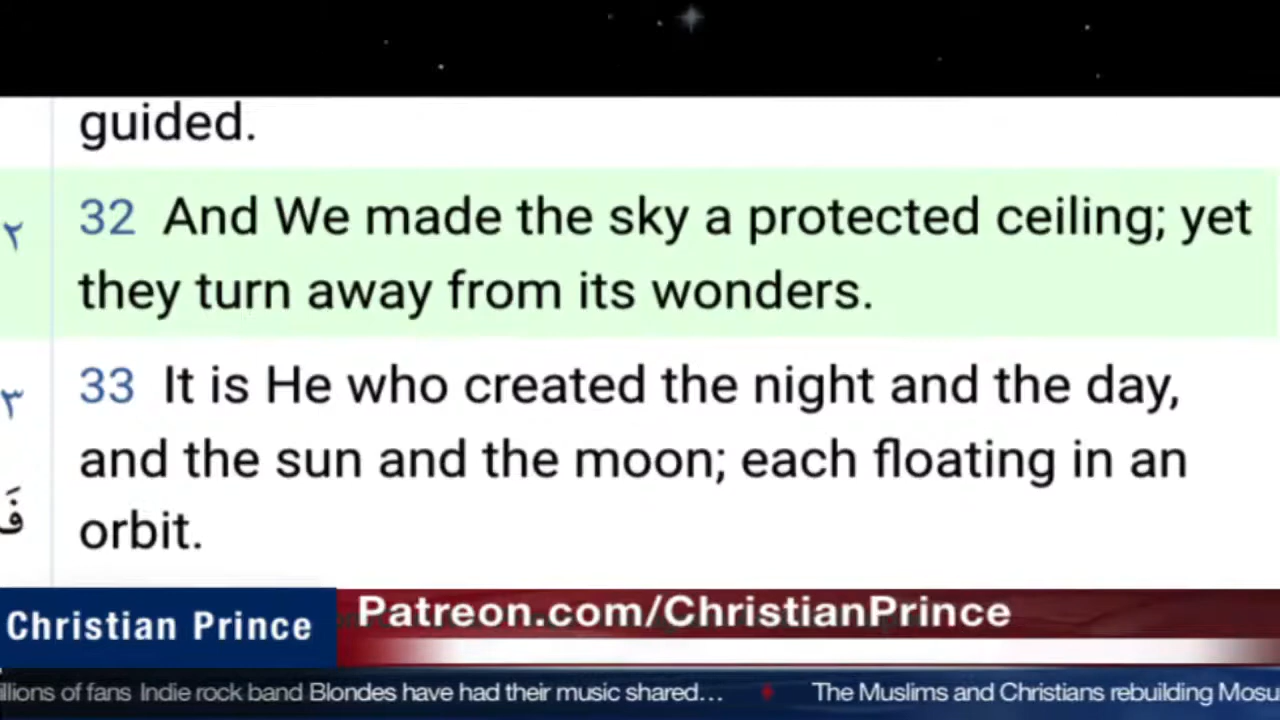 guided.
٢
32 And We made the sky a protected ceiling; yet
they turn away from its wonders.
٣
33 It is He who created the night and the day,
and the sun and the moon; each floating in an
فَ
orbit.
Christian Prince
Patreon.com/ChristianPrince
illions of fans Indie rock band Blondes have had their music shared...
The Muslims and Christians rebuilding Mosu